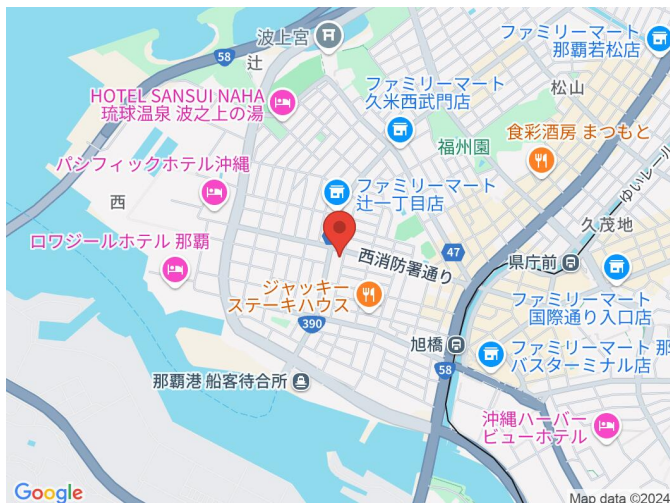 58
波上宮
辻
ファミリーマート
那覇若松店
HOTEL SANSUI NAHA
琉球温泉 波之上の湯
ファミリーマート
久米西武門店
松山
福州園
食彩酒房 まつもと
パシフィックホテル沖縄
西
ファミリーマート
辻一丁目店
ゆいレール
久茂地
ロワジールホテル 那覇
47
西消防署通り
県庁前
ジャッキー
ステーキハウス
ファミリーマート
国際通り入口店
390
旭橋
ファミリーマート 那
バスターミナル店
58
那覇港 船客待合所
沖縄ハーバー
ビューホテル
Google
Map data ©2024